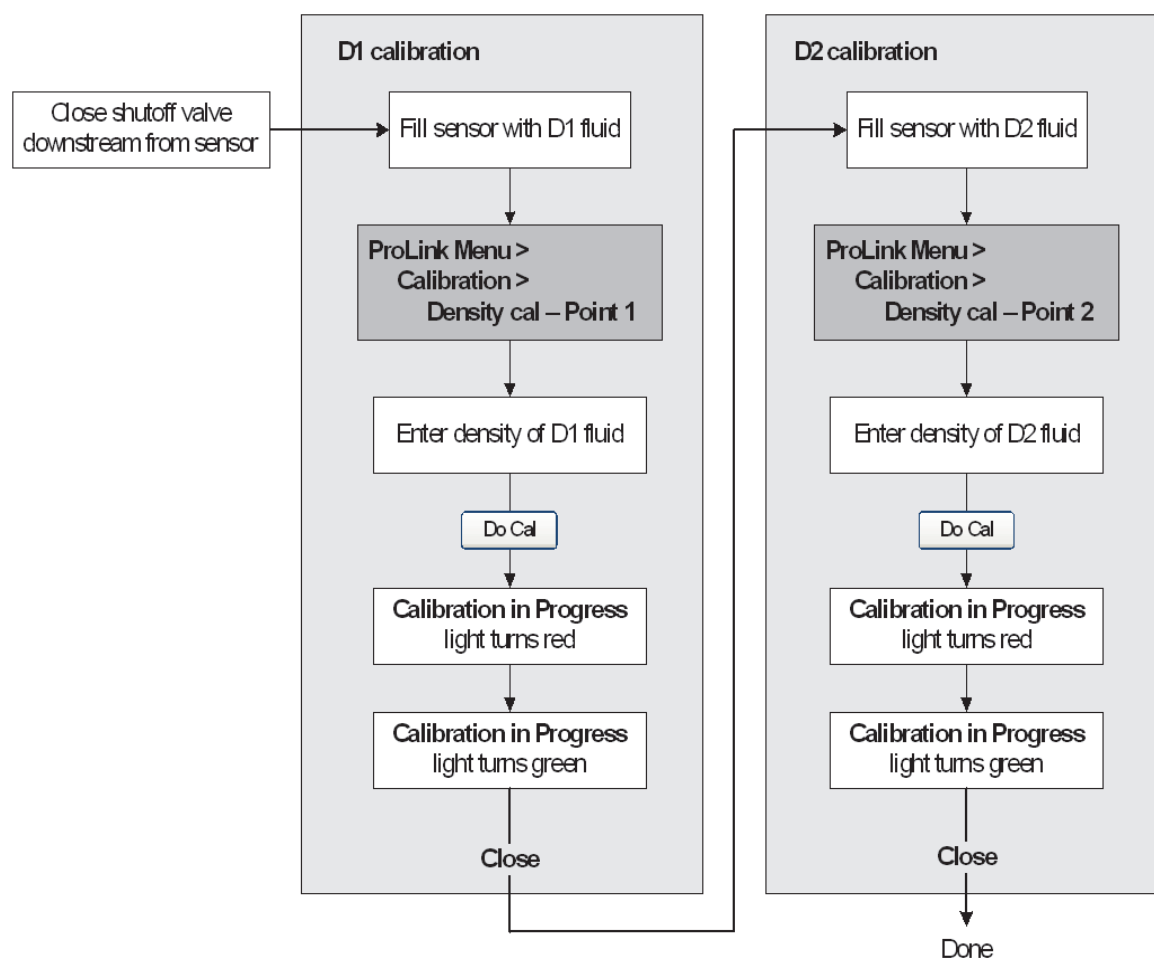 Close shutoff valve
downstream from sensor
D1 calibration
Fill sensor with D1 fluid
ProLink Menu >
Calibration >
Density cal – Point 1
Enter density of D1 fluid
Do Cal
Calibration in Progress
light turns red
Calibration in Progress
light turns green
Close
D2 calibration
Fill sensor with D2 fluid
ProLink Menu >
Calibration >
Density cal – Point 2
Enter density of D2 fluid
Do Cal
Calibration in Progress
light turns red
Calibration in Progress
light turns green
Close
Done